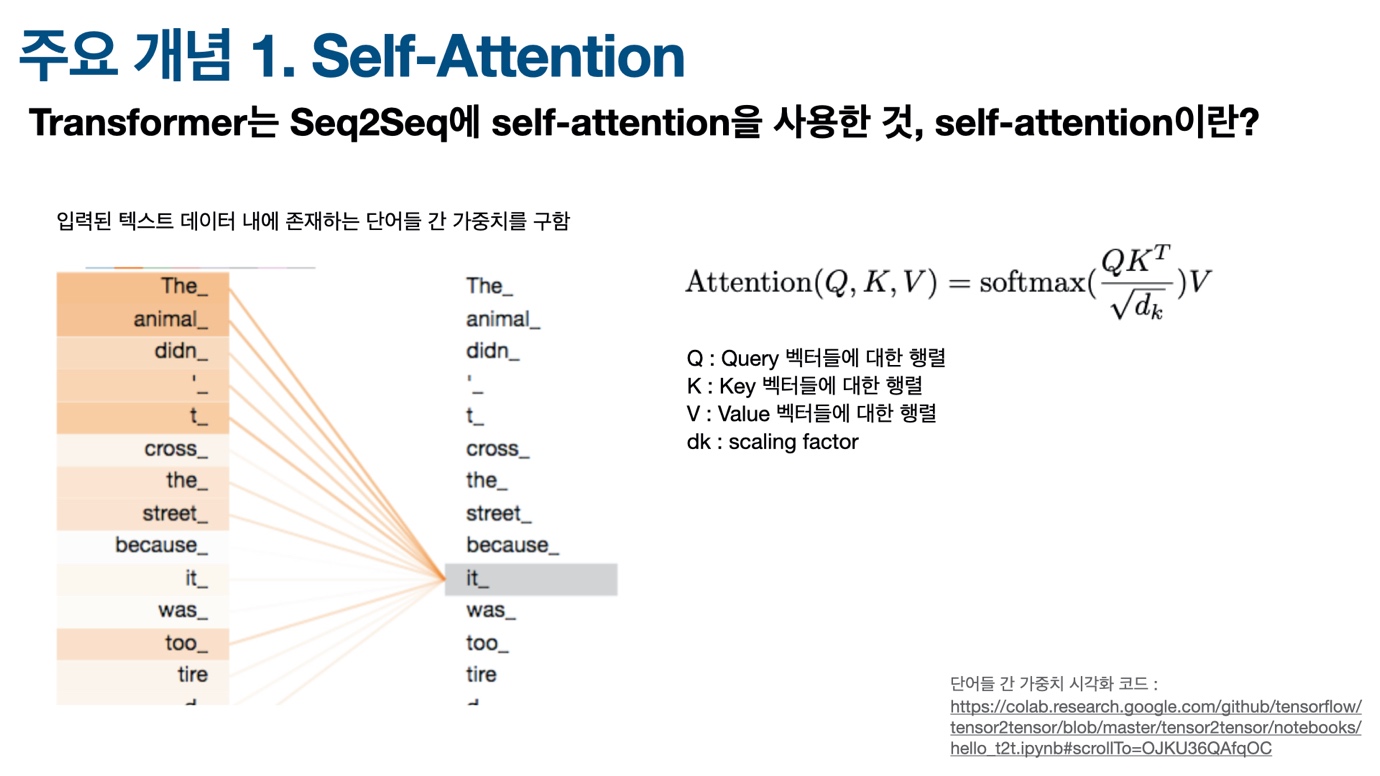 주요 개념 1. Self-Attention
Transformer는 Seq2Seq에 self-attention을 사용한 것, self-attention이란?
입력된 텍스트 데이터 내에 존재하는 단어들 간 가중치를 구함
The_ The_
animal_ animal_
didn_ didn_
'_ '_
t_ t_
cross_ cross_
the_ the_
street_ street_
because_ because_
it_ it_
was_ was_
too_ too_
tire tire
d d
Attention(Q, K, V) = softmax(QK^T / √d_k)V
Q : Query 벡터들에 대한 행렬
K : Key 벡터들에 대한 행렬
V : Value 벡터들에 대한 행렬
dk : scaling factor
단어들 간 가중치 시각화 코드 :
https://colab.research.google.com/github/tensorflow/
tensor2tensor/blob/master/tensor2tensor/notebooks/
hello_t2t.ipynb#scrollTo=OJKU36QAfqOC